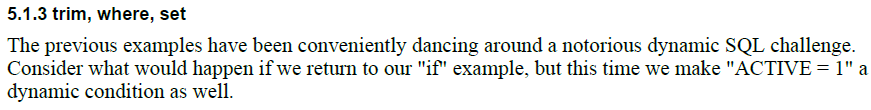 5.1.3 trim, where, set
The previous examples have been conveniently dancing around a notorious dynamic SQL challenge.
Consider what would happen if we return to our "if" example, but this time we make "ACTIVE = 1" a
dynamic condition as well.